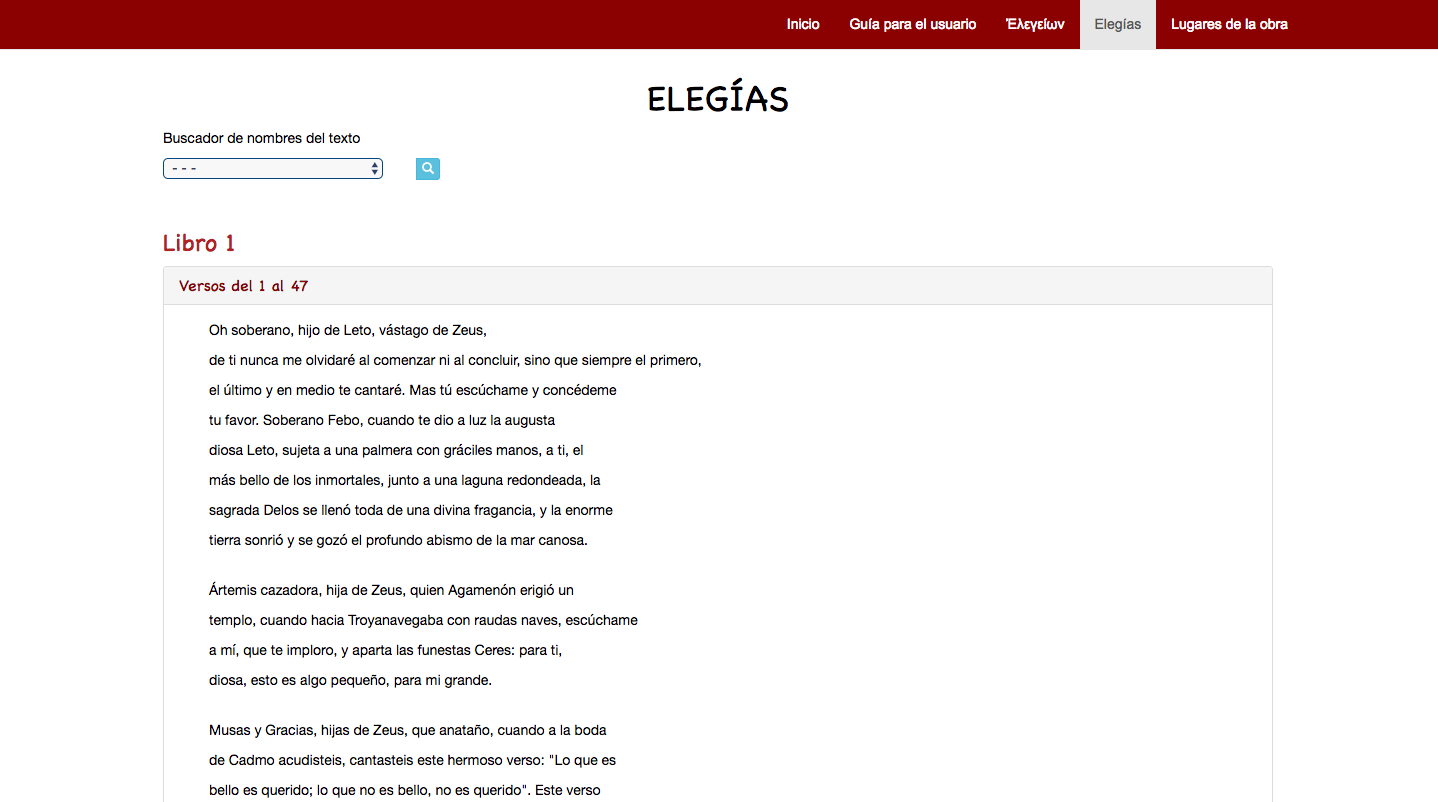 Inicio Guía para el usuario Ἐλεγείων Elegías Lugares de la obra
ELEGÍAS
Buscador de nombres del texto
- - -
Libro 1
Versos del 1 al 47
Oh soberano, hijo de Leto, vástago de Zeus,
de ti nunca me olvidaré al comenzar ni al concluir, sino que siempre el primero,
el último y en medio te cantaré. Mas tú escúchame y concédeme
tu favor. Soberano Febo, cuando te dio a luz la augusta
diosa Leto, sujeta a una palmera con gráciles manos, a ti, el
más bello de los inmortales, junto a una laguna redondeada, la
sagrada Delos se llenó toda de una divina fragancia, y la enorme
tierra sonrió y se gozó el profundo abismo de la mar canosa.
Ártemis cazadora, hija de Zeus, quien Agamenón erigió un
templo, cuando hacia Troyanavegaba con raudas naves, escúchame
a mí, que te imploro, y aparta las funestas Ceres: para ti,
diosa, esto es algo pequeño, para mi grande.
Musas y Gracias, hijas de Zeus, que anataño, cuando a la boda
de Cadmo acudisteis, cantasteis este hermoso verso: "Lo que es
bello es querido; lo que no es bello, no es querido". Este verso